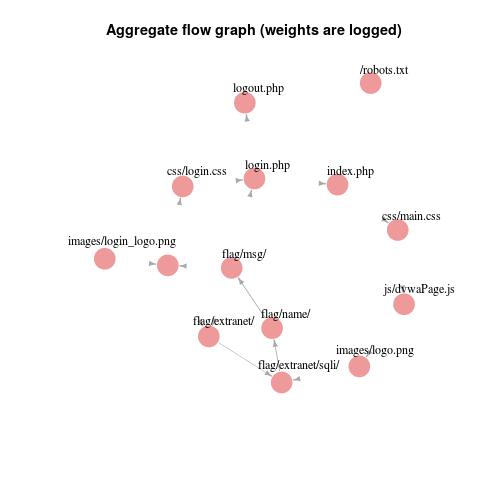 Aggregate flow graph (weights are logged)
/robots.txt
logout.php
login.php
css/login.css
index.php
css/main.css
images/login_logo.png
flag/msg/
js/dvwaPage.js
flag/name/
flag/extranet/
images/logo.png
flag/extranet/sqli/